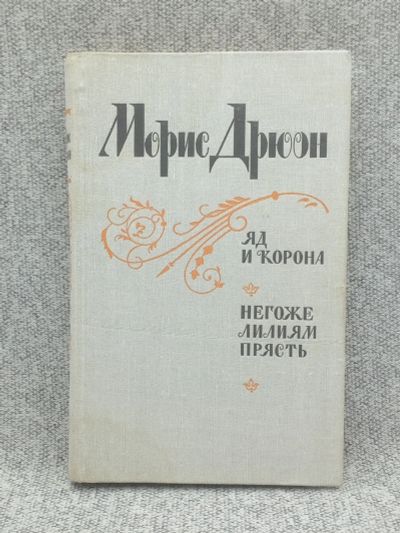 Морис Дрюон
ЯД
И КОРОНА
НЕГОЖЕ
ЛИЛИЯМ
ПРЯСТЬ